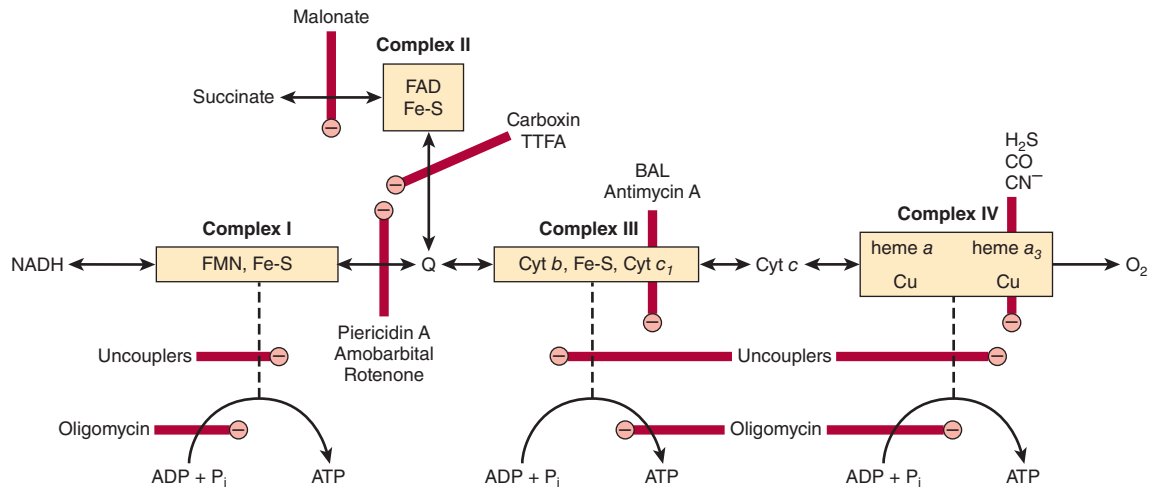 Malonate
Complex II
FAD
Fe-S
Succinate
Carboxin
TTFA
H₂S
CO
CN⁻
BAL
Antimycin A
Complex I
Complex III
Complex IV
NADH
FMN, Fe-S
Q
Cyt b, Fe-S, Cyt c₁
Cyt c
heme a heme a₃
Cu Cu
O₂
Piericidin A
Amobarbital
Rotenone
Uncouplers
Uncouplers
Oligomycin
Oligomycin
ADP + Pᵢ ATP ADP + Pᵢ ATP ADP + Pᵢ ATP